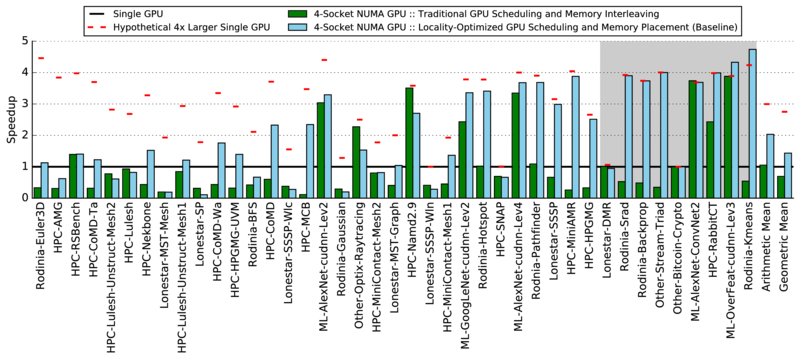 Single GPU
Hypothetical 4x Larger Single GPU
4-Socket NUMA GPU :: Traditional GPU Scheduling and Memory Interleaving
4-Socket NUMA GPU :: Locality-Optimized GPU Scheduling and Memory Placement (Baseline)
Speedup
5
4
3
2
1
0
Rodinia-Euler3D
HPC-AMG
HPC-RSBench
HPC-CoMD-Ta
HPC-Lulesh-Unstruct-Mesh2
HPC-Lulesh
HPC-Nekbone
Lonestar-MST-Mesh
HPC-Lulesh-Unstruct-Mesh1
Lonestar-SP
HPC-CoMD-Wa
HPC-HPGMG-UVM
Rodinia-BFS
HPC-CoMD
Lonestar-SSSP-Wlc
HPC-MCB
ML-AlexNet-cudnn-Lev2
Rodinia-Gaussian
Other-Optix-Raytracing
HPC-MiniContact-Mesh2
Lonestar-MST-Graph
HPC-Namd2.9
Lonestar-SSSP-Wln
HPC-MiniContact-Mesh1
ML-GoogLeNet-cudnn-Lev2
Rodinia-Hotspot
HPC-SNAP
ML-AlexNet-cudnn-Lev4
Rodinia-Pathfinder
Lonestar-SSSP
HPC-MiniAMR
HPC-HPGMG
Lonestar-DMR
Rodinia-Srad
Rodinia-Backprop
Other-Stream-Triad
Other-Bitcoin-Crypto
ML-AlexNet-ConvNet2
HPC-RabbitCT
ML-OverFeat-cudnn-Lev3
Rodinia-Kmeans
Arithmetic Mean
Geometric Mean